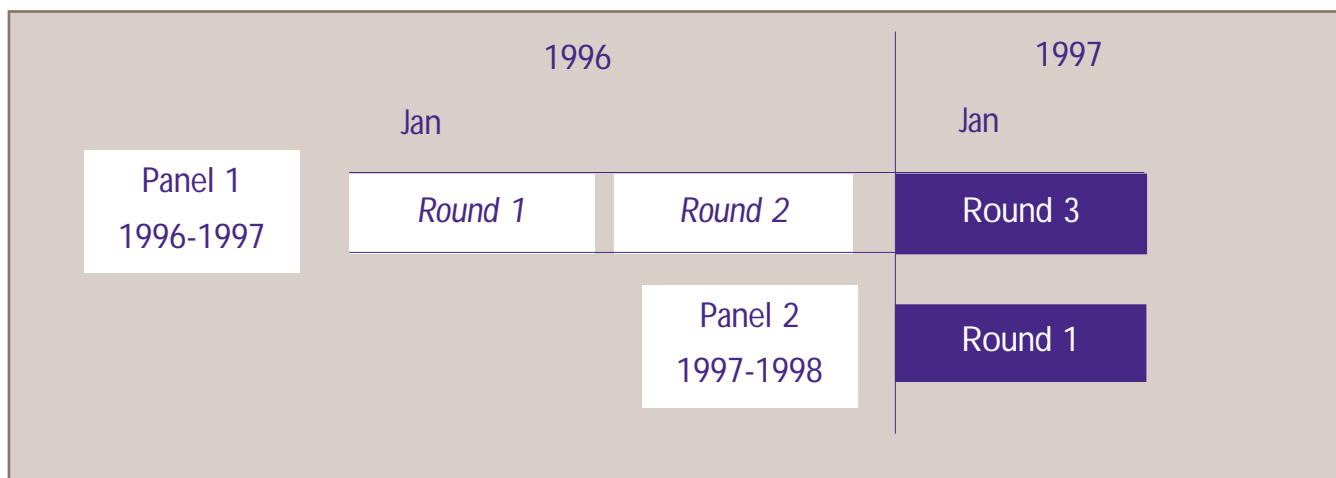 1996
1997
Jan
Jan
Panel 1
1996-1997
Round 1
Round 2
Round 3
Panel 2
1997-1998
Round 1